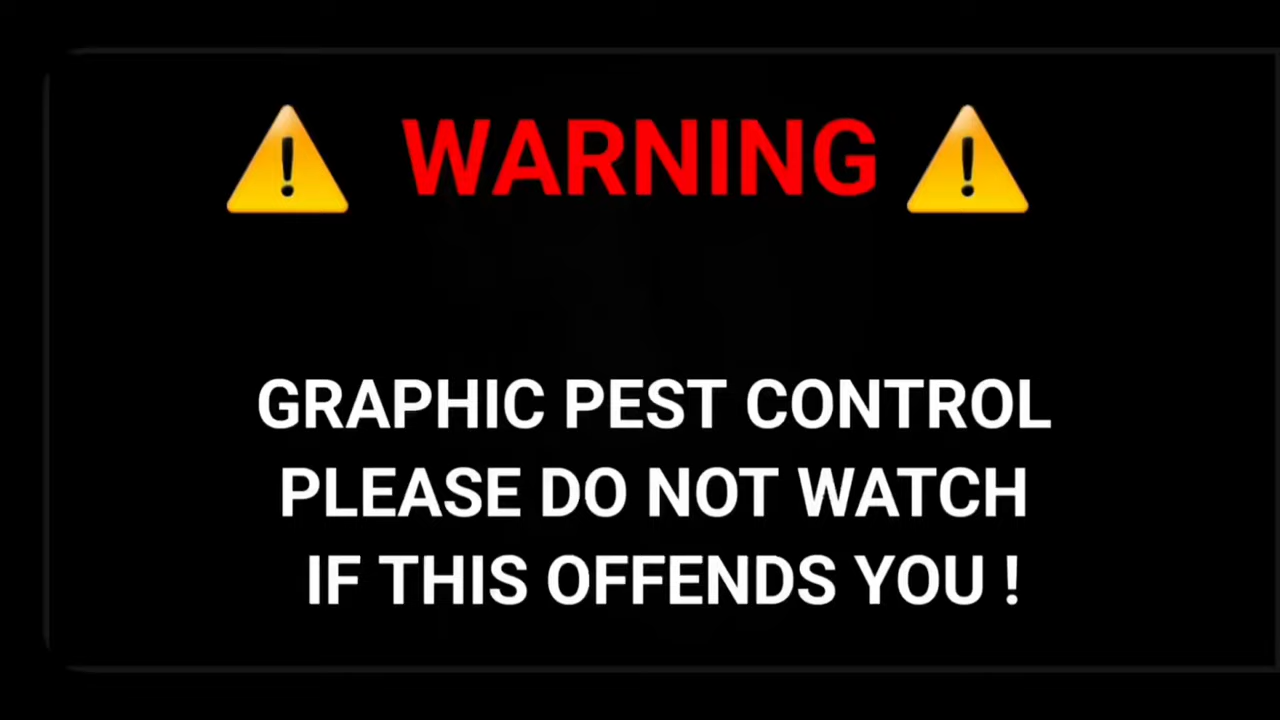 ⚠️ WARNING ⚠️
GRAPHIC PEST CONTROL
PLEASE DO NOT WATCH
IF THIS OFFENDS YOU !